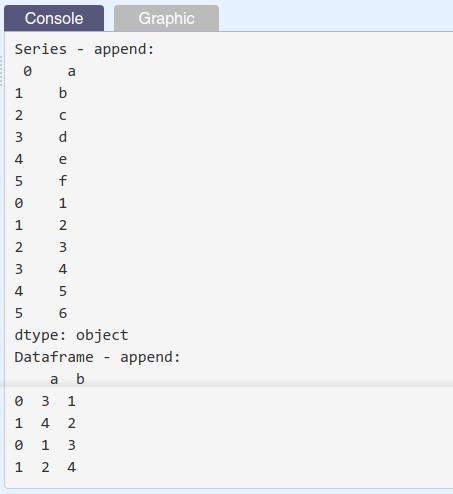 Console Graphic
Series - append:
 0    a
1    b
2    c
3    d
4    e
5    f
0    1
1    2
2    3
3    4
4    5
5    6
dtype: object
Dataframe - append:
    a  b
0  3  1
1  4  2
0  1  3
1  2  4